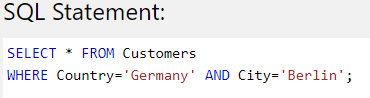 SQL Statement:
SELECT * FROM Customers
WHERE Country='Germany' AND City='Berlin';